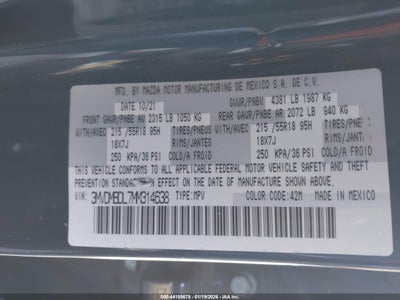 MFD. BY MAZDA MOTOR MANUFACTURING DE MEXICO S.A. DE C.V.
DATE 10/21 GVWR/PNBV 4381 LB 1987 KG
FRONT GAWR/PNBE AV 2315 LB 1050 KG REAR GAWR/PNBE AR 2072 LB 940 KG
WITH/AVEC 215/55R18 95H TIRES/PNEUS WITH/AVEC 215/55R18 95H TIRES/PNEU
18X7J RIMS/JANTES 18X7J RIMS/JANTES
250 KPA/36 PSI COLD/A FROID 250 KPA/36 PSI COLD/A FROID
THIS VEHICLE CONFORMS TO ALL APPLICABLE FEDERAL MOTOR VEHICLE SAFETY AND THEFT
PREVENTION STANDARDS IN EFFECT ON THE DATE OF MANUFACTURE SHOWN ABOVE.
VIN: 3MVDMBDL7NM314638 TYPE:MPV COLOR CODE:42M MADE IN MEXICO
000-44158675 - 01/19/2026 -